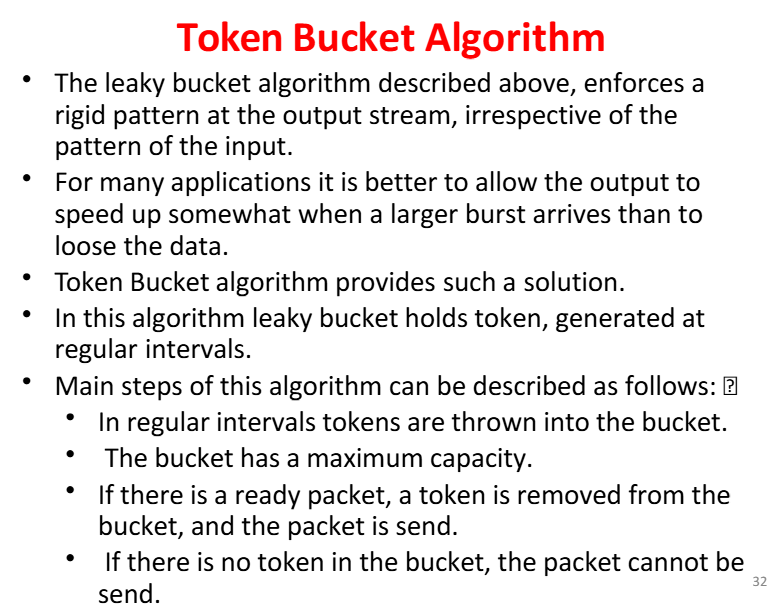 Token Bucket Algorithm
• The leaky bucket algorithm described above, enforces a
rigid pattern at the output stream, irrespective of the
pattern of the input.
• For many applications it is better to allow the output to
speed up somewhat when a larger burst arrives than to
loose the data.
• Token Bucket algorithm provides such a solution.
• In this algorithm leaky bucket holds token, generated at
regular intervals.
• Main steps of this algorithm can be described as follows: 
• In regular intervals tokens are thrown into the bucket.
• The bucket has a maximum capacity.
• If there is a ready packet, a token is removed from the
bucket, and the packet is send.
• If there is no token in the bucket, the packet cannot be
send.
32